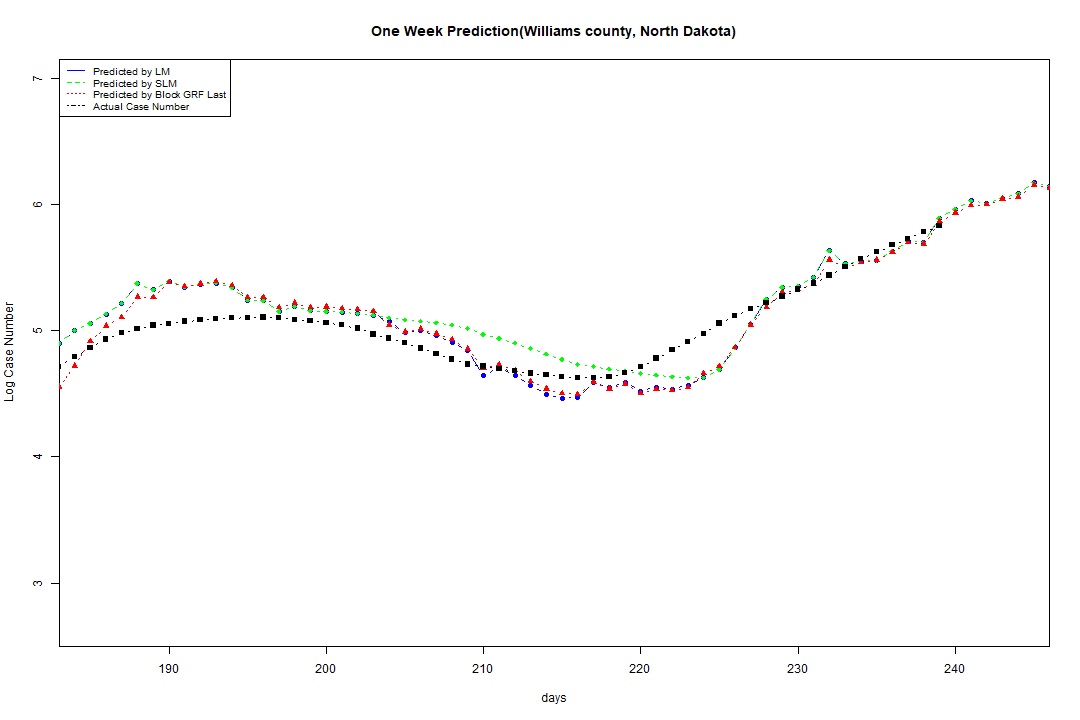 One Week Prediction(Williams county, North Dakota)
Predicted by LM
Predicted by SLM
Predicted by Block GRF Last
Actual Case Number
7
6
5
4
3
Log Case Number
190 200 210 220 230 240
days